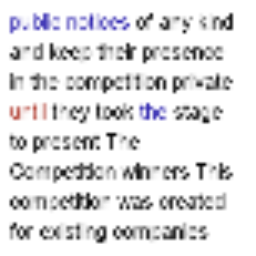 public notices of any kind
and keep their presence
in the competition private
until they took the stage
to present The
Competition winners This
competition was created
for existing companies